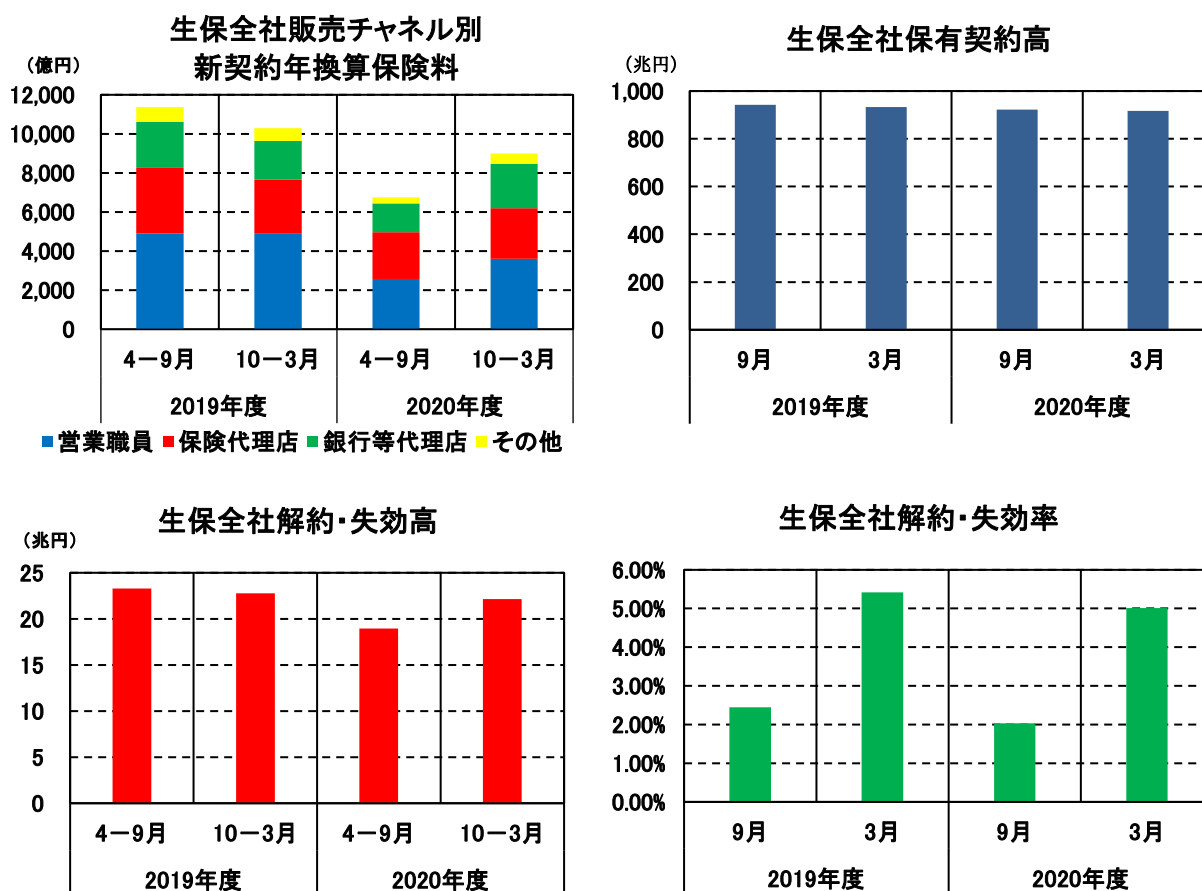 生保全社販売チャネル別
新契約年換算保険料
（億円）
12,000
10,000
8,000
6,000
4,000
2,000
0
4－9月 10－3月 4－9月 10－3月
2019年度 2020年度
営業職員 保険代理店 銀行等代理店 その他
生保全社保有契約高
（兆円）
1,000
800
600
400
200
0
9月 3月 9月 3月
2019年度 2020年度
生保全社解約・失効高
（兆円）
25
20
15
10
5
0
4－9月 10－3月 4－9月 10－3月
2019年度 2020年度
生保全社解約・失効率
6.00%
5.00%
4.00%
3.00%
2.00%
1.00%
0.00%
9月 3月 9月 3月
2019年度 2020年度